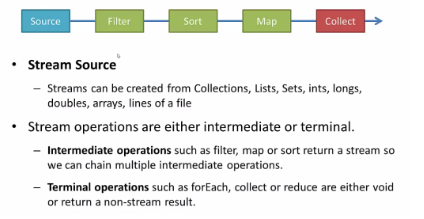 Source Filter Sort Map Collect
• Stream Source
– Streams can be created from Collections, Lists, Sets, ints, longs,
doubles, arrays, lines of a file
• Stream operations are either intermediate or terminal.
– Intermediate operations such as filter, map or sort return a stream so
we can chain multiple intermediate operations.
– Terminal operations such as forEach, collect or reduce are either void
or return a non-stream result.